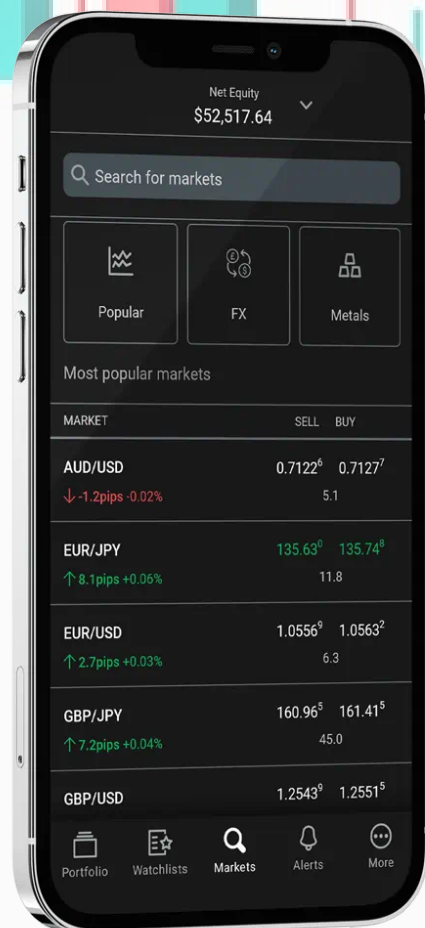 Net Equity
$52,517.64
Search for markets
Popular FX Metals
Most popular markets
MARKET SELL BUY
AUD/USD 0.7122⁶ 0.7127⁷
↓ -1.2pips -0.02% 5.1
EUR/JPY 135.63⁰ 135.74⁸
↑ 8.1pips +0.06% 11.8
EUR/USD 1.0556⁹ 1.0563²
↑ 2.7pips +0.03% 6.3
GBP/JPY 160.96⁵ 161.41⁵
↑ 7.2pips +0.04% 45.0
GBP/USD 1.2543⁹ 1.2551⁵
Portfolio Watchlists Markets Alerts More